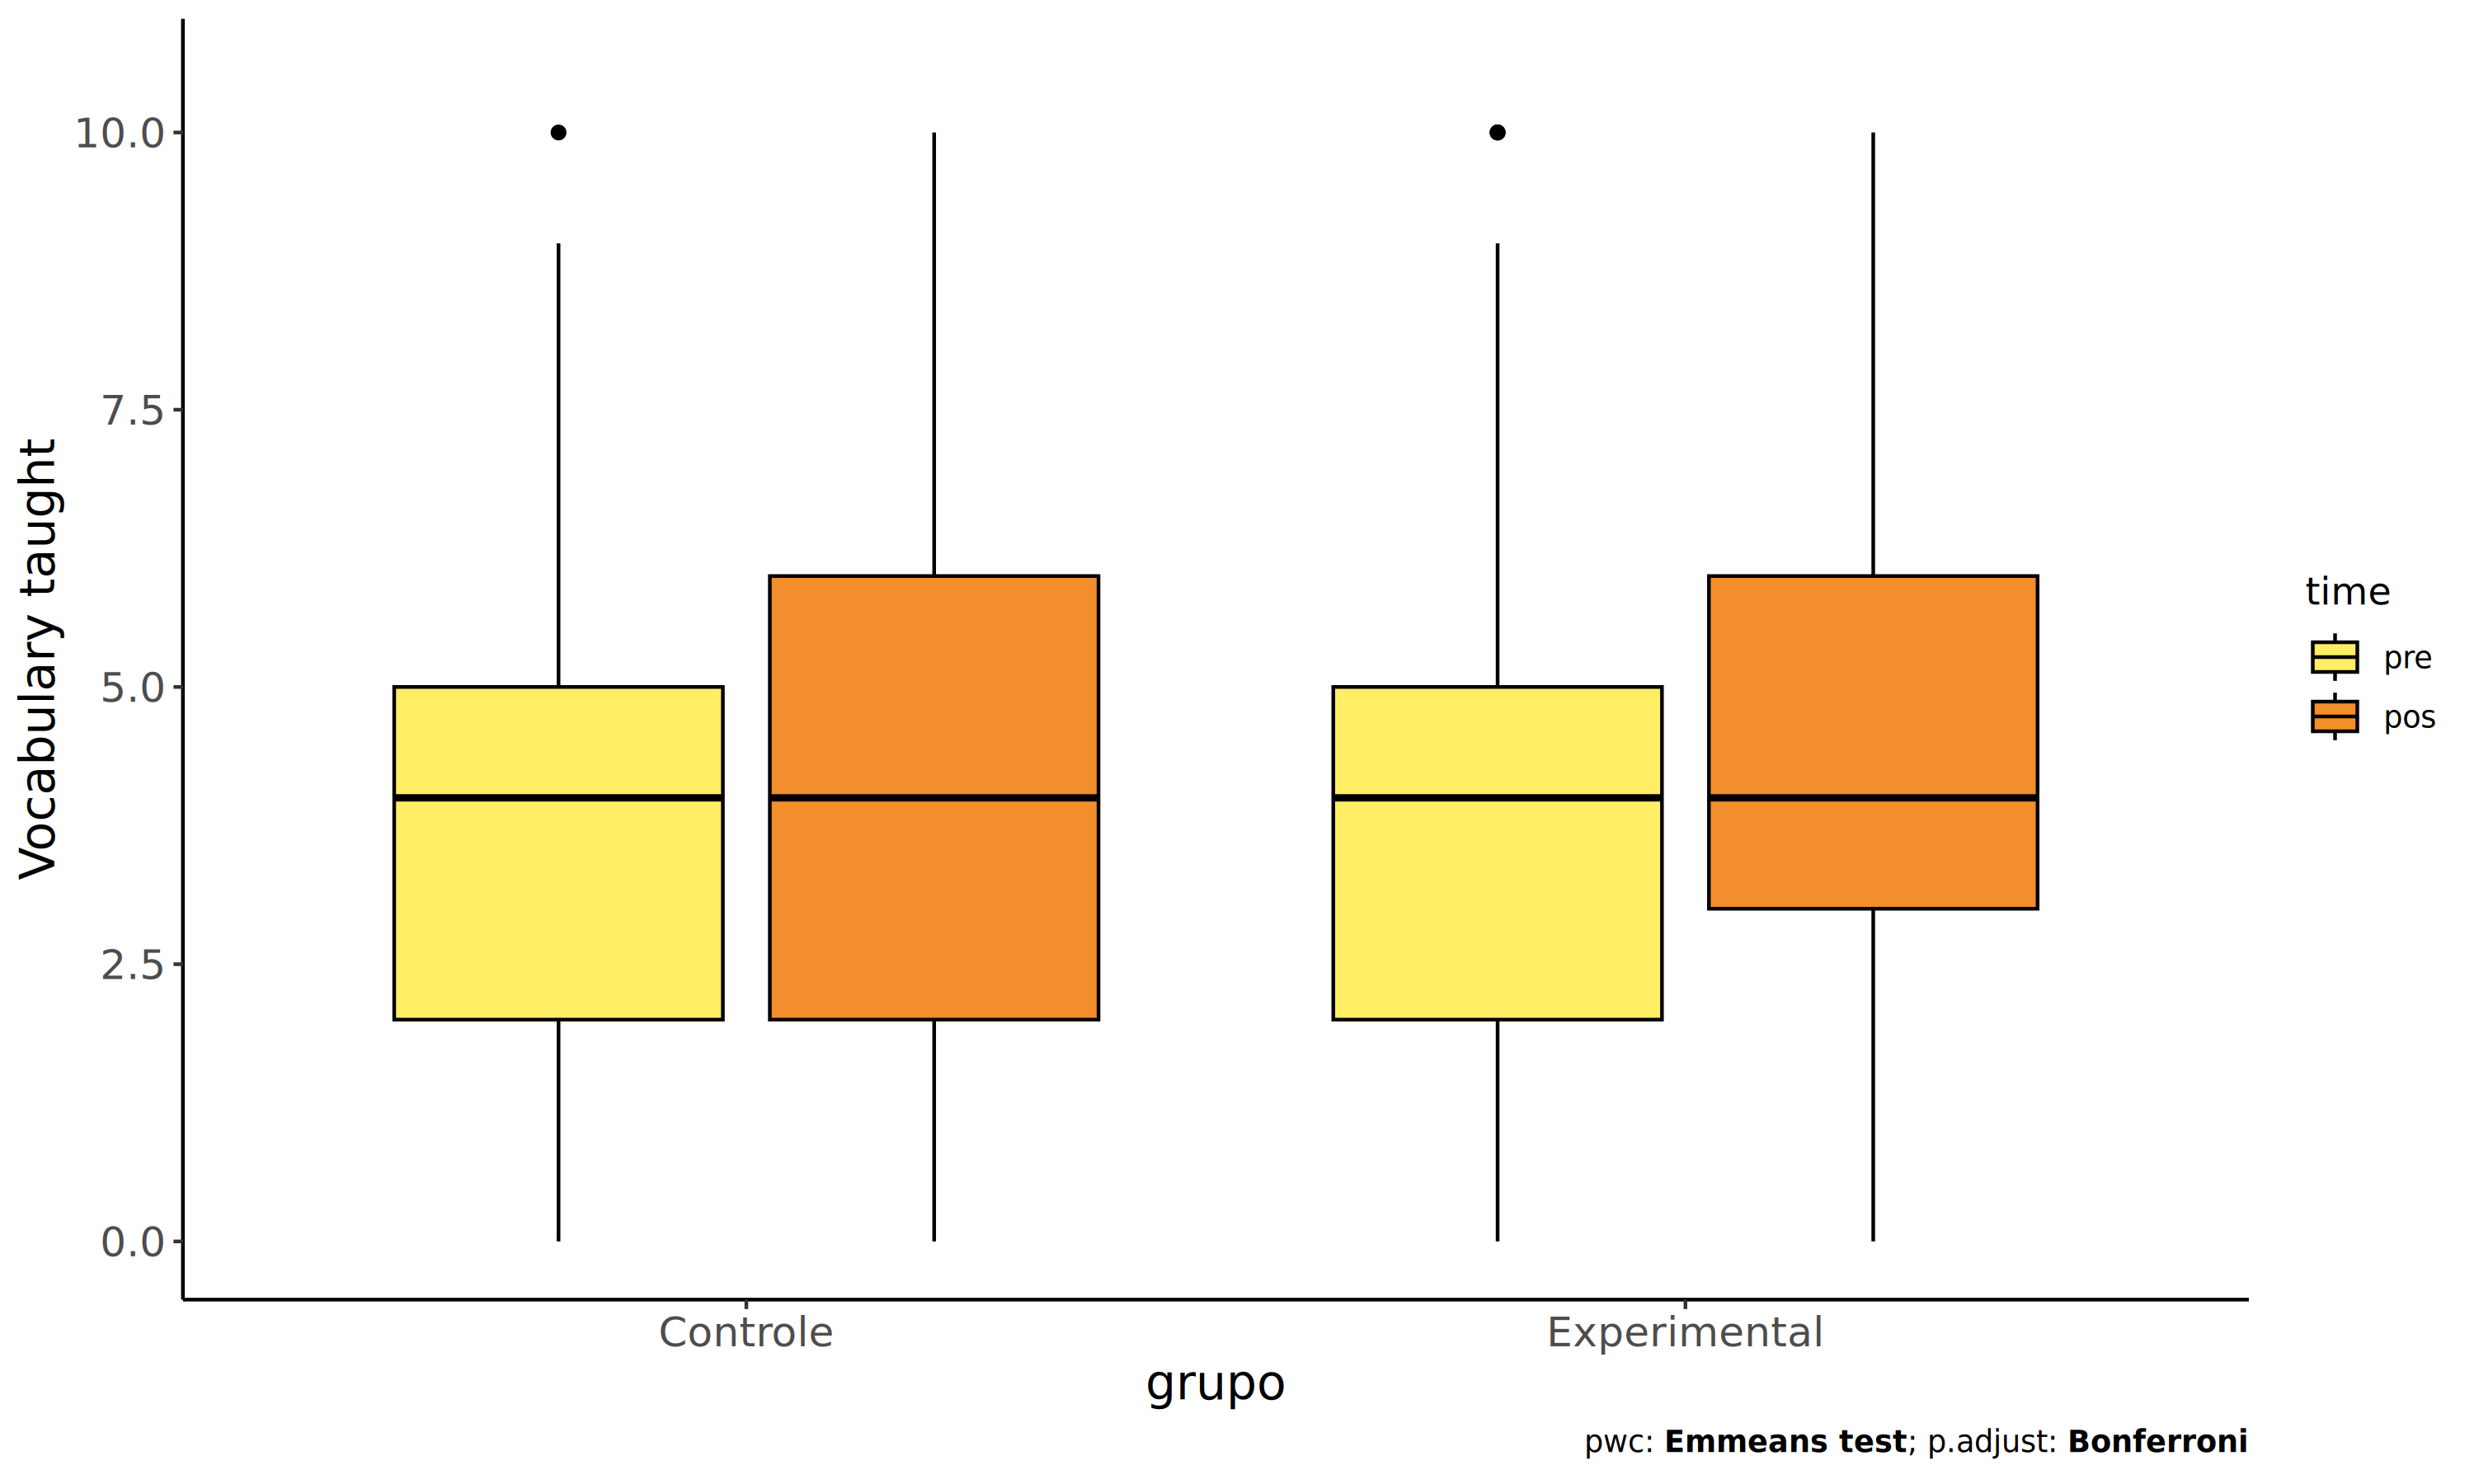 Vocabulary taught
10.0
7.5
5.0
2.5
0.0
Controle
Experimental
grupo
time
pre
pos
pwc: Emmeans test; p.adjust: Bonferroni